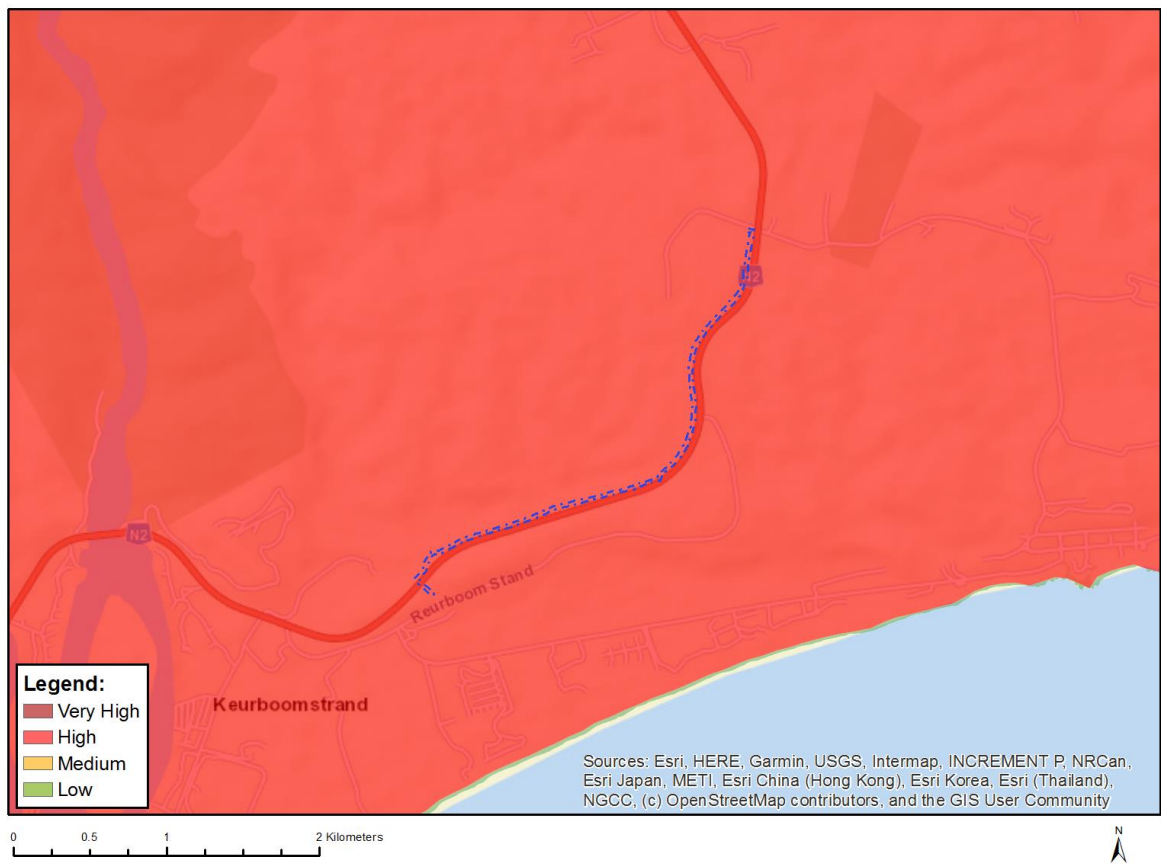 N2
N2
Reurboom Stand
Keurboomstrand
Legend:
Very High
High
Medium
Low
Sources: Esri, HERE, Garmin, USGS, Intermap, INCREMENT P, NRCan,
Esri Japan, METI, Esri China (Hong Kong), Esri Korea, Esri (Thailand),
NGCC, (c) OpenStreetMap contributors, and the GIS User Community
0 0.5 1 2 Kilometers
N